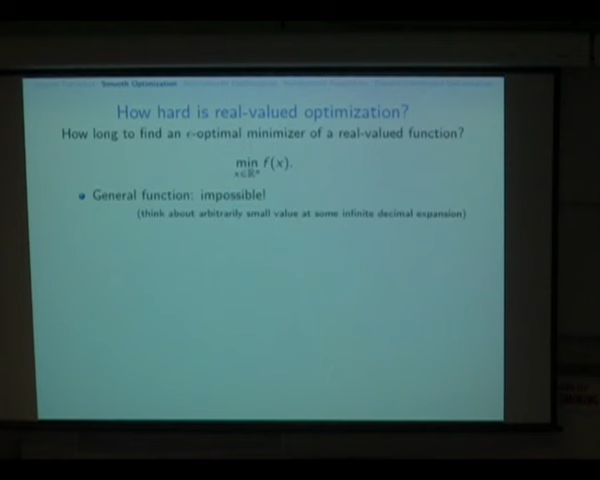 Smooth Optimization
How hard is real-valued optimization?
How long to find an ϵ-optimal minimizer of a real-valued function?
min f(x).
x∈ℝⁿ
General function: impossible!
(think about arbitrarily small value at some infinite decimal expansion)